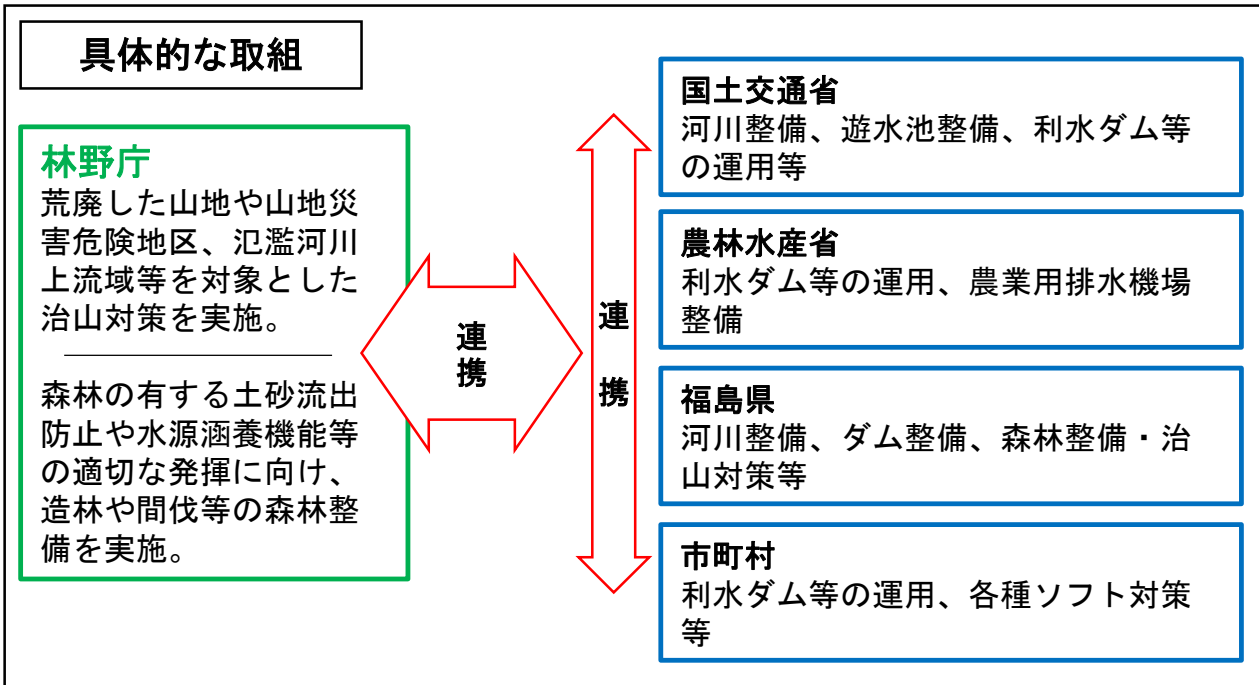 具体的な取組
林野庁
荒廃した山地や山地災
害危険地区、氾濫河川
上流域等を対象とした
治山対策を実施。
森林の有する土砂流出
防止や水源涵養機能等
の適切な発揮に向け、
造林や間伐等の森林整
備を実施。
連
携
連
携
国土交通省
河川整備、遊水池整備、利水ダム等
の運用等
農林水産省
利水ダム等の運用、農業用排水機場
整備
福島県
河川整備、ダム整備、森林整備・治
山対策等
市町村
利水ダム等の運用、各種ソフト対策
等